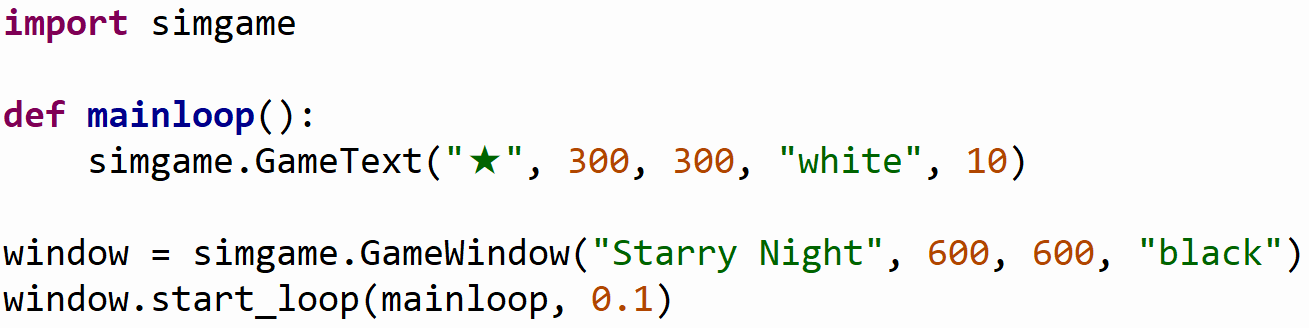 import simgame
def mainloop():
    simgame.GameText("★", 300, 300, "white", 10)
window = simgame.GameWindow("Starry Night", 600, 600, "black")
window.start_loop(mainloop, 0.1)